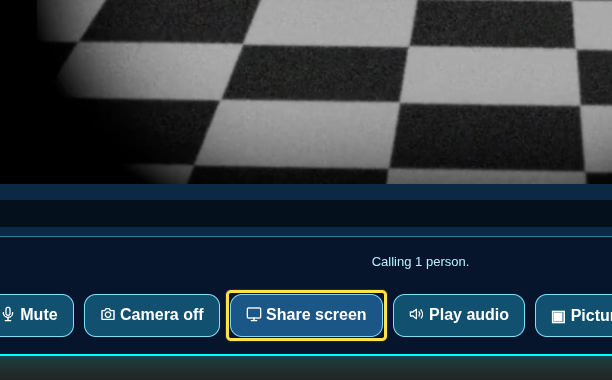 Calling 1 person.
Mute
Camera off
Share screen
Play audio